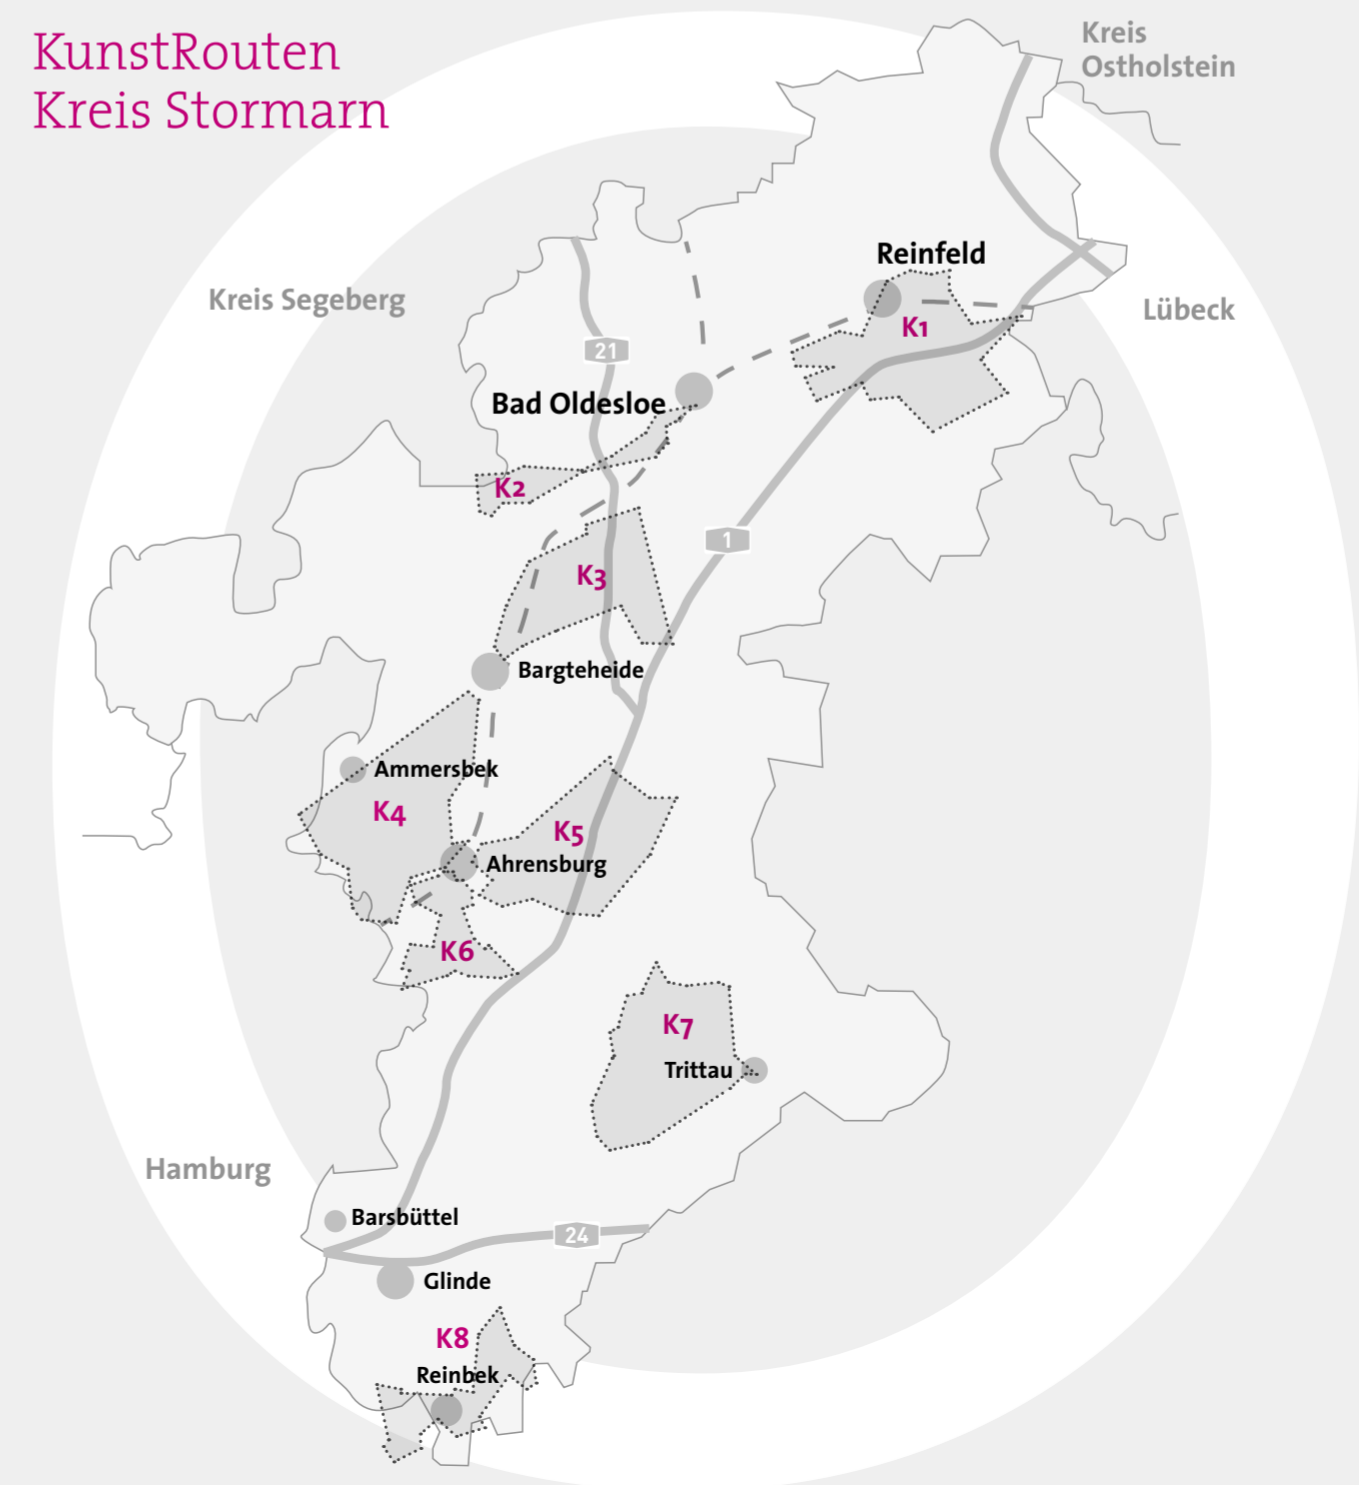 KunstRouten
Kreis Stormarn
Kreis
Ostholstein
Reinfeld
Kreis Segeberg
Lübeck
K1
21
Bad Oldesloe
K2
1
K3
Bargteheide
Ammersbek
K4
K5
Ahrensburg
K6
K7
Trittau
Hamburg
Barsbüttel
24
Glinde
K8
Reinbek